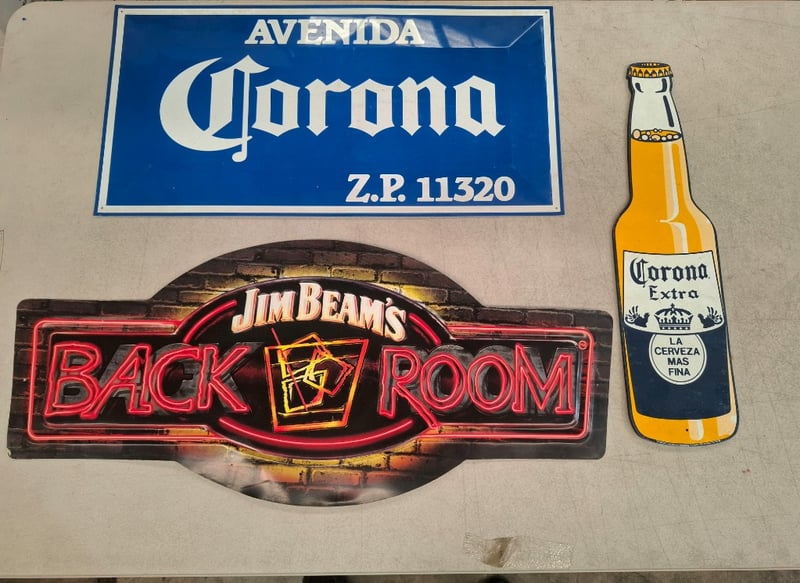 AVENIDA
Corona
Z.P. 11320
JIM BEAM'S
BACK ROOM®
Corona
Extra
LA
CERVEZA
MAS
FINA